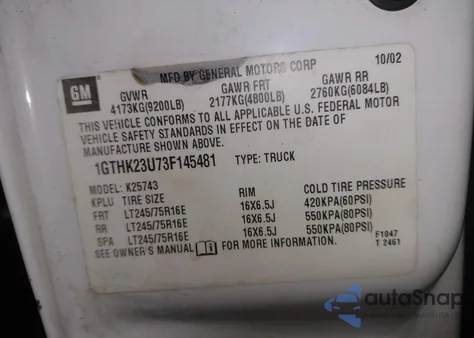 MFD BY GENERAL MOTORS CORP 10/02
GM
GVWR GAWR FRT GAWR RR
4173KG(9200LB) 2177KG(4800LB) 2760KG(6084LB)
THIS VEHICLE CONFORMS TO ALL APPLICABLE U.S. FEDERAL MOTOR
VEHICLE SAFETY STANDARDS IN EFFECT ON THE DATE OF
MANUFACTURE SHOWN ABOVE.
1GTHK23U73F145481 TYPE: TRUCK
MODEL: K25743
KPLU TIRE SIZE RIM COLD TIRE PRESSURE
FRT LT245/75R16E 16X6.5J 420KPA(60PSI)
RR LT245/75R16E 16X6.5J 550KPA(80PSI)
SPA LT245/75R16E 16X6.5J 550KPA(80PSI)
SEE OWNER'S MANUAL FOR MORE INFORMATION. F1047
T 2461
autoSnap